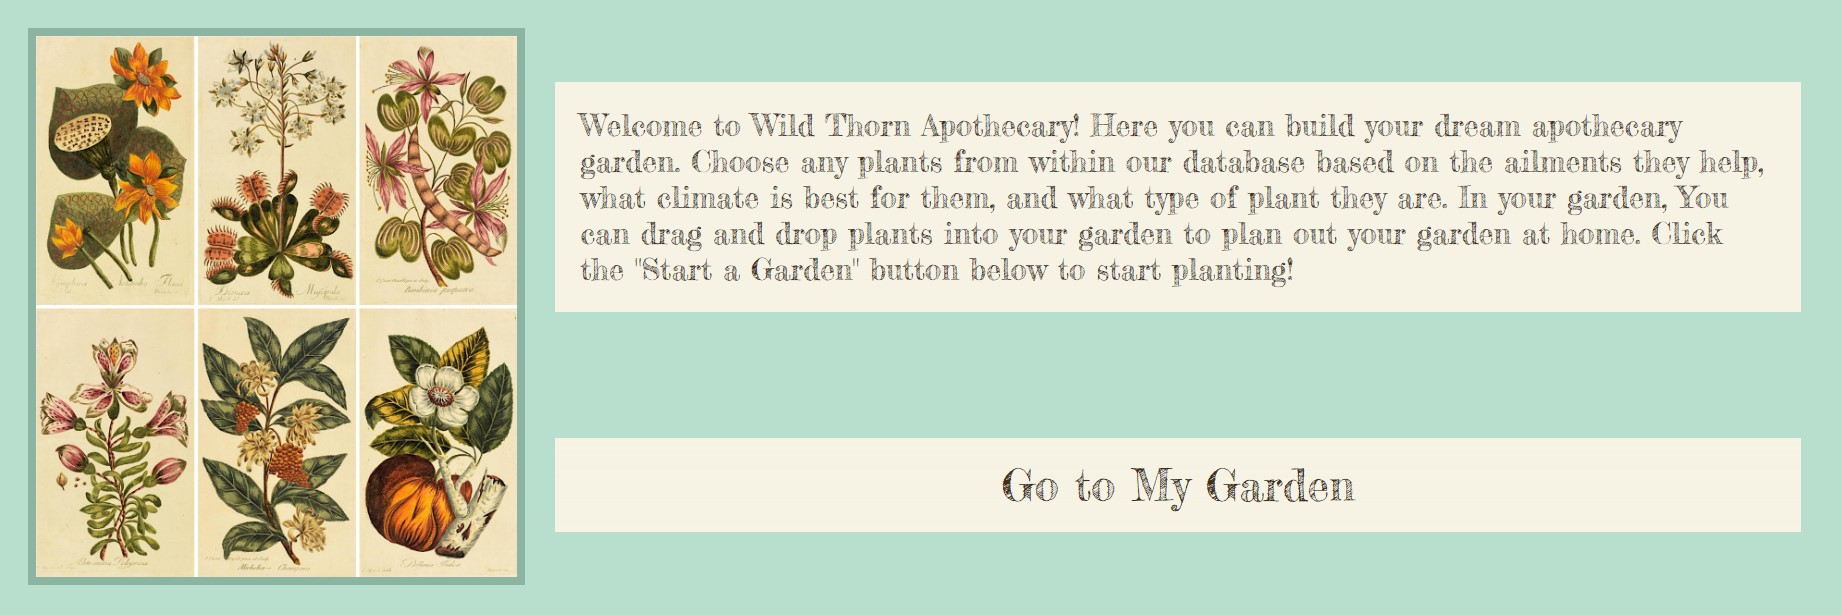 Welcome to Wild Thorn Apothecary! Here you can build your dream apothecary
garden. Choose any plants from within our database based on the ailments they help,
what climate is best for them, and what type of plant they are. In your garden, You
can drag and drop plants into your garden to plan out your garden at home. Click
the "Start a Garden" button below to start planting!
Go to My Garden